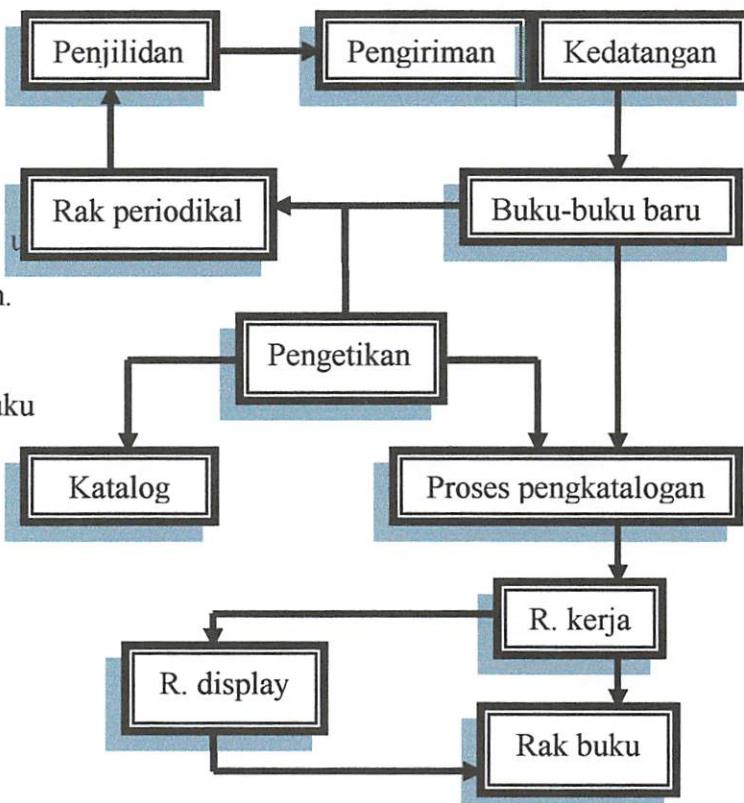 Penjilidan
Pengiriman
Kedatangan
Rak periodikal
Buku-buku baru
Pengetikan
Katalog
Proses pengkatalogan
R. kerja
R. display
Rak buku